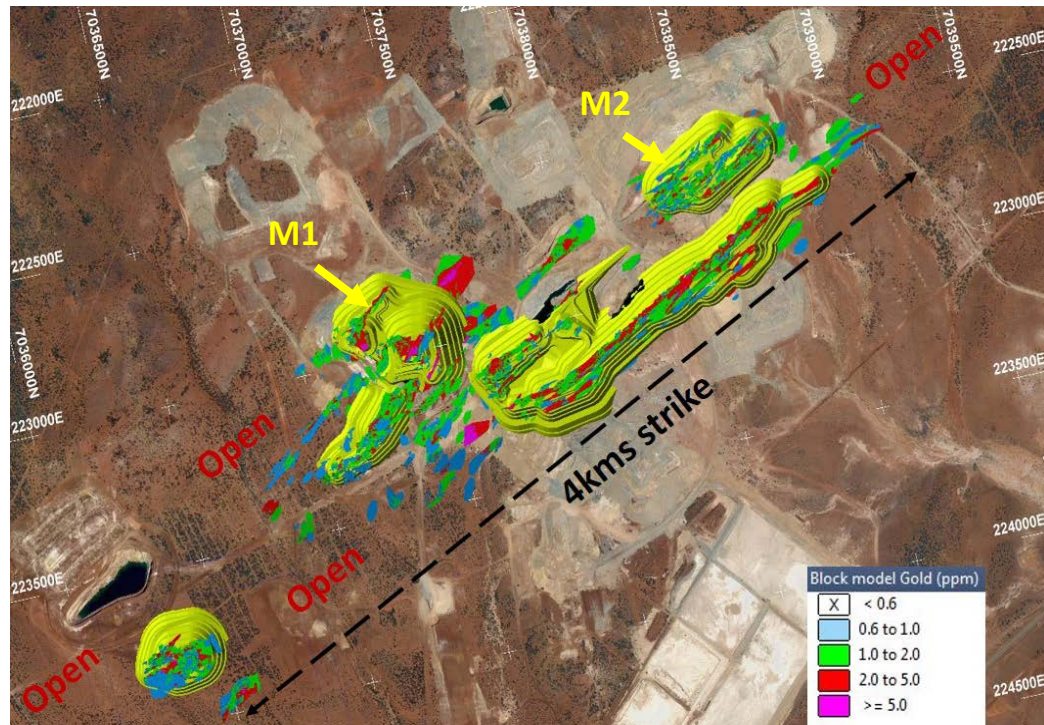 7036500N
7037000N
7037500N
7038000N
7038500N
7039000N
7039500N
222500E
222000E
Open
M2
223000E
M1
222500E
7036000N
223500E
4kms strike
223000E
Open
224000E
Open
223500E
Block model Gold (ppm)
X < 0.6
0.6 to 1.0
1.0 to 2.0
2.0 to 5.0
>= 5.0
Open
224500E